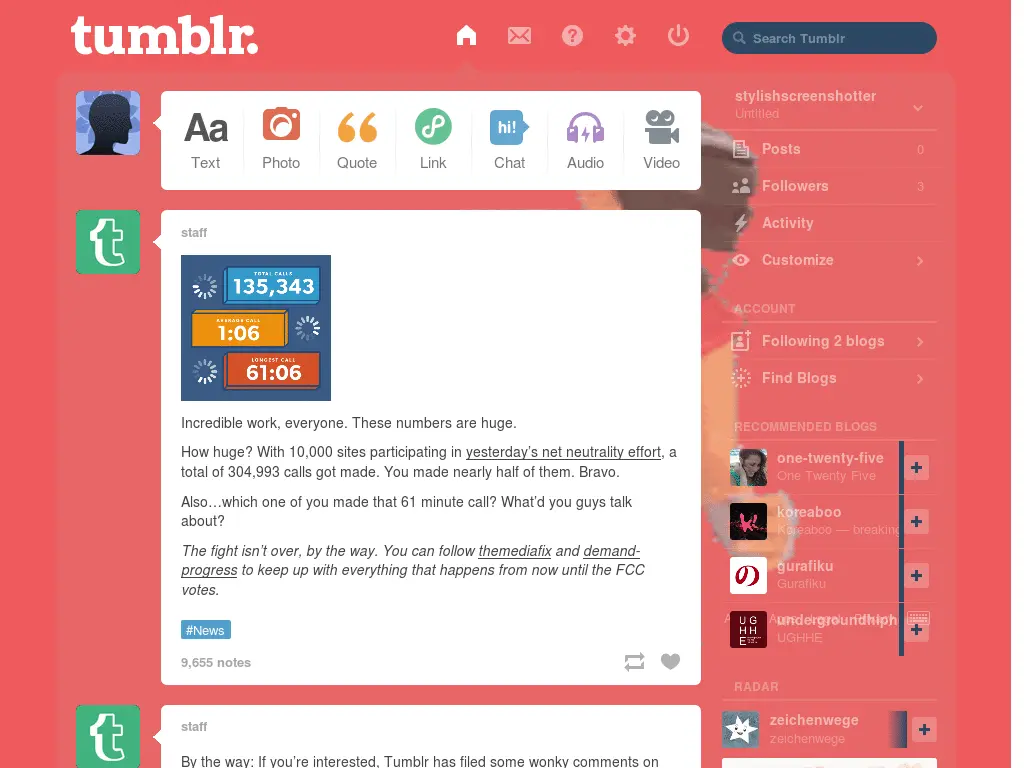 tumblr.
Search Tumblr
Aa
hi!
Text
Photo
Quote
Link
Chat
Audio
Video
stylishscreenshotter
Untitled
Posts 0
Followers 3
Activity
Customize
ACCOUNT
Following 2 blogs
Find Blogs
RECOMMENDED BLOGS
one-twenty-five
One Twenty Five
koreaboo
Koreaboo — breaking
gurafiku
Gurafiku
の
undergroundhiph
UGHHE
UG
HH
E
RADAR
zeichenwege
zeichenwege
t
staff
TOTAL CALLS
135,343
AVERAGE CALL
1:06
LONGEST CALL
61:06
Incredible work, everyone. These numbers are huge.
How huge? With 10,000 sites participating in yesterday's net neutrality effort, a
total of 304,993 calls got made. You made nearly half of them. Bravo.
Also…which one of you made that 61 minute call? What'd you guys talk
about?
The fight isn't over, by the way. You can follow themediafix and demand-
progress to keep up with everything that happens from now until the FCC
votes.
#News
9,655 notes
t
staff
By the way: If you're interested, Tumblr has filed some wonky comments on